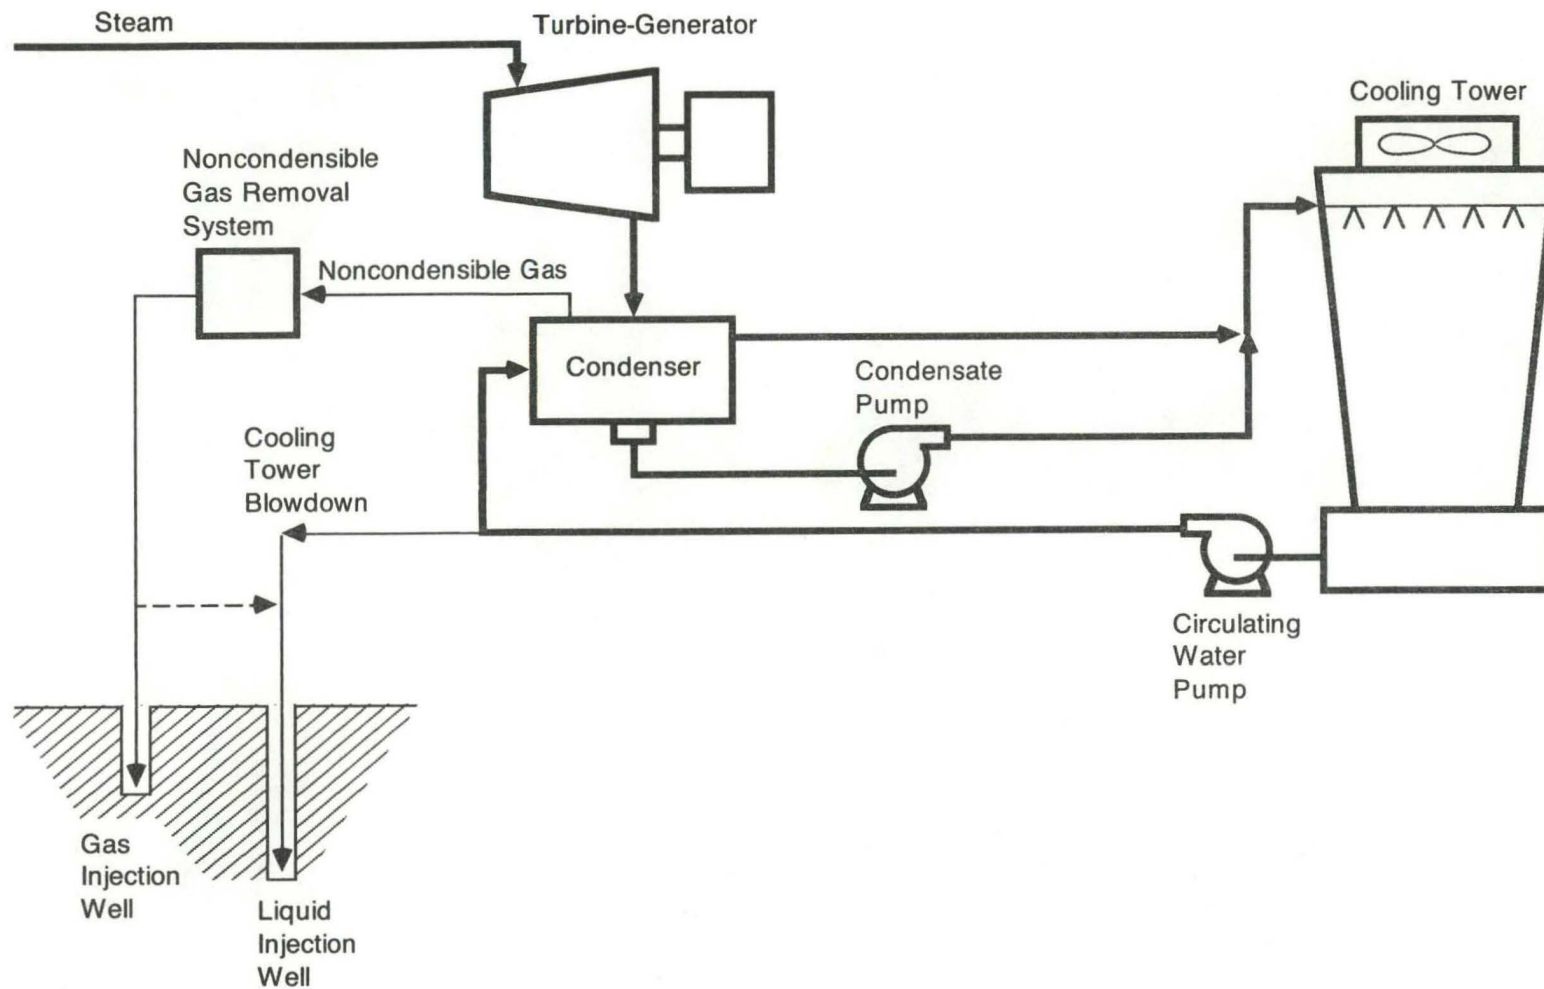 Steam
Turbine-Generator
Cooling Tower
Noncondensible
Gas Removal
System
Noncondensible Gas
Condenser
Condensate
Pump
Cooling
Tower
Blowdown
Circulating
Water
Pump
Gas
Injection
Well
Liquid
Injection
Well